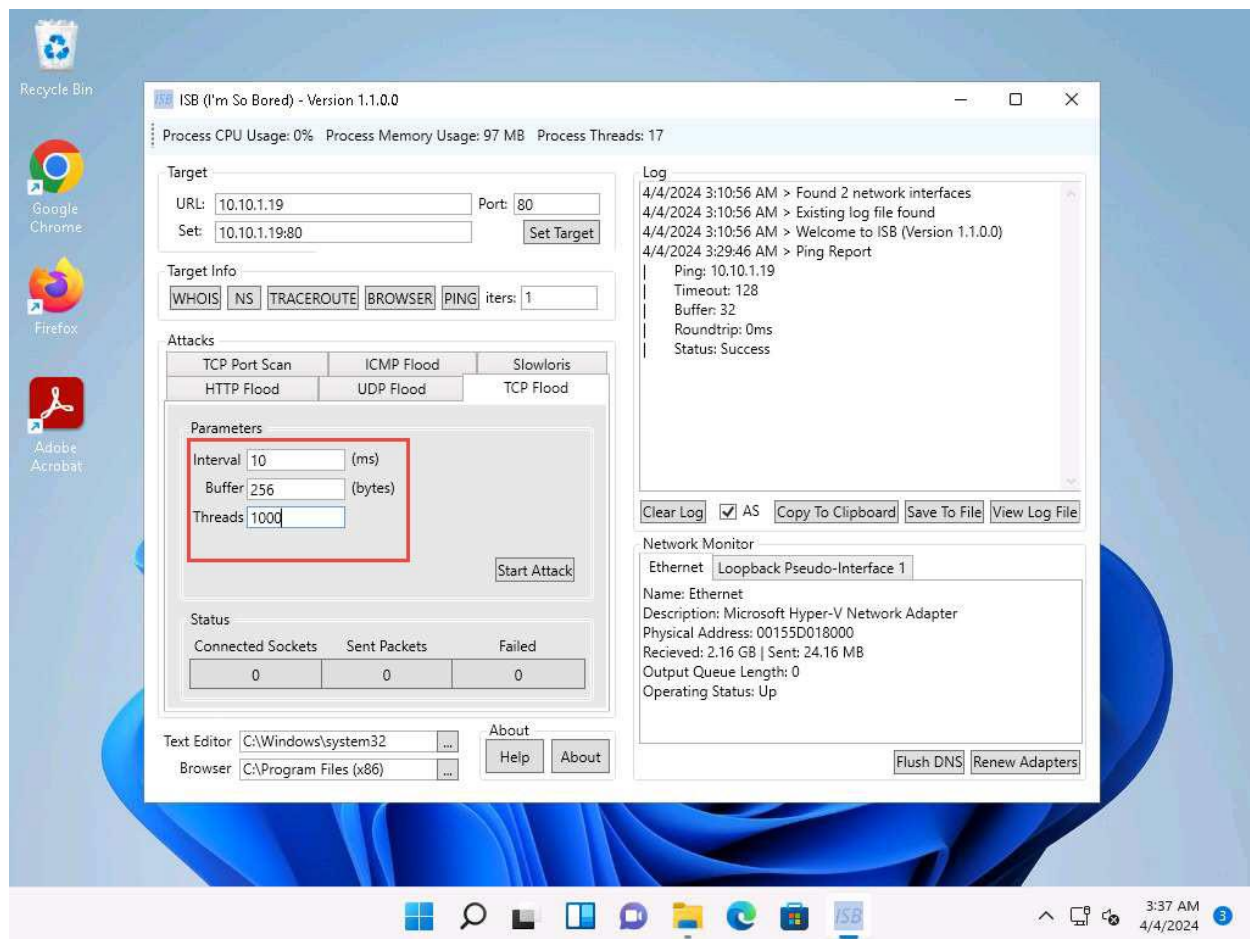 Recycle Bin
Google
Chrome
Firefox
Adobe
Acrobat
ISB ISB (I'm So Bored) - Version 1.1.0.0
Process CPU Usage: 0% Process Memory Usage: 97 MB Process Threads: 17
Target
URL: 10.10.1.19 Port: 80
Set: 10.10.1.19:80 Set Target
Target Info
WHOIS NS TRACEROUTE BROWSER PING iters: 1
Attacks
TCP Port Scan ICMP Flood Slowloris
HTTP Flood UDP Flood TCP Flood
Parameters
Interval 10 (ms)
Buffer 256 (bytes)
Threads 1000
Start Attack
Status
Connected Sockets Sent Packets Failed
0 0 0
Text Editor C:\Windows\system32 ...
Browser C:\Program Files (x86) ...
About
Help About
Log
4/4/2024 3:10:56 AM > Found 2 network interfaces
4/4/2024 3:10:56 AM > Existing log file found
4/4/2024 3:10:56 AM > Welcome to ISB (Version 1.1.0.0)
4/4/2024 3:29:46 AM > Ping Report
| Ping: 10.10.1.19
| Timeout: 128
| Buffer: 32
| Roundtrip: 0ms
| Status: Success
Clear Log AS Copy To Clipboard Save To File View Log File
Network Monitor
Ethernet Loopback Pseudo-Interface 1
Name: Ethernet
Description: Microsoft Hyper-V Network Adapter
Physical Address: 00155D018000
Recieved: 2.16 GB | Sent: 24.16 MB
Output Queue Length: 0
Operating Status: Up
Flush DNS Renew Adapters
ISB
3:37 AM
4/4/2024
3